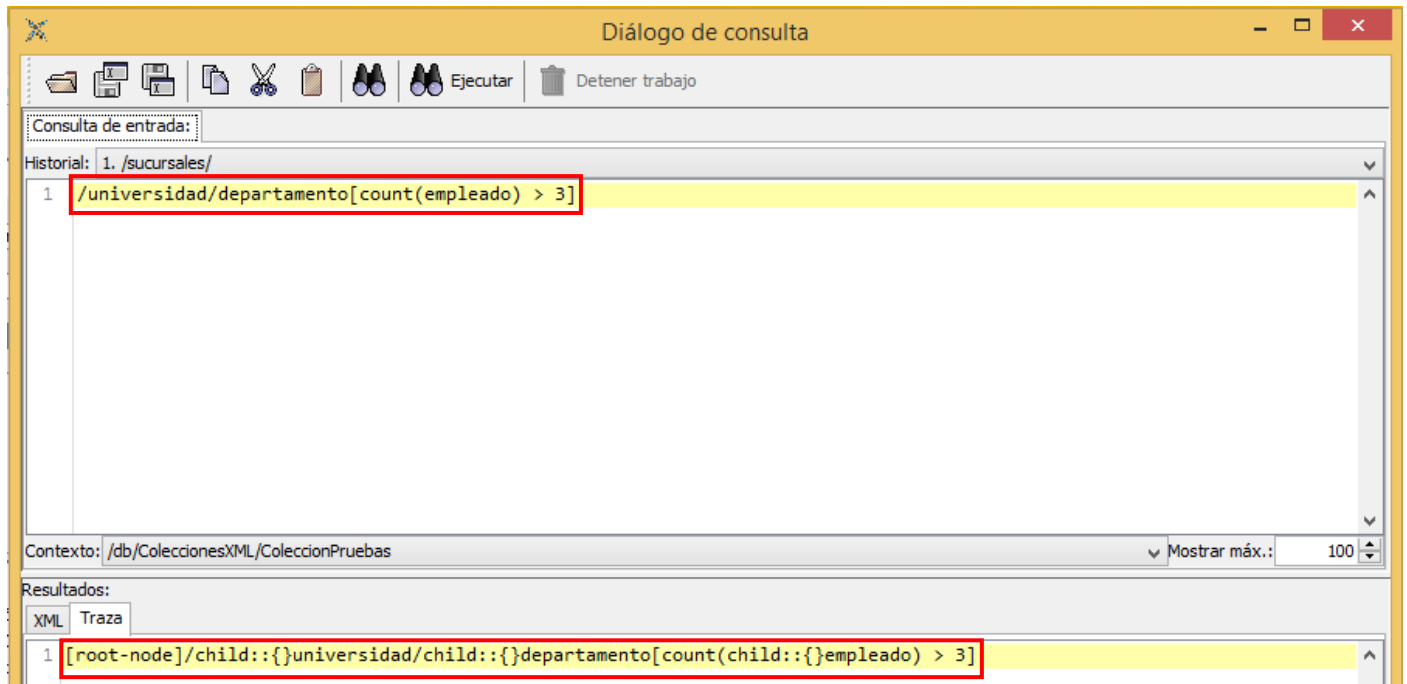 Diálogo de consulta
Ejecutar Detener trabajo
Consulta de entrada:
Historial: 1. /sucursales/
1 /universidad/departamento[count(empleado) > 3]
Contexto: /db/ColeccionesXML/ColeccionPruebas Mostrar máx.: 100
Resultados:
XML Traza
1 [root-node]/child::{}universidad/child::{}departamento[count(child::{}empleado) > 3]